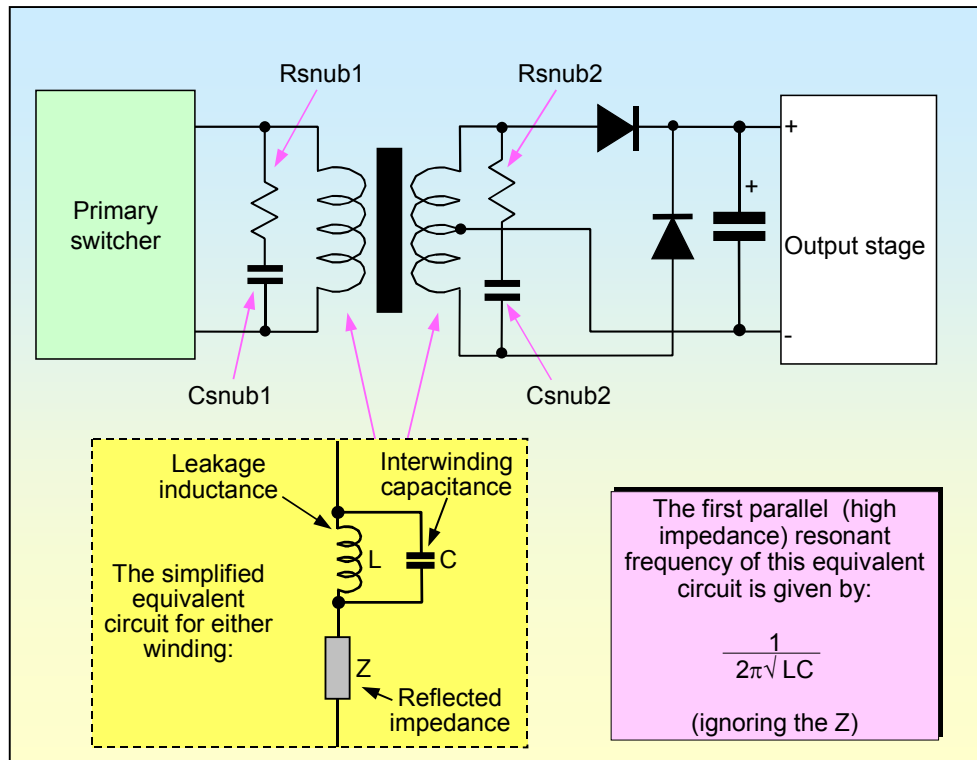 Rsnub1
Rsnub2
Primary
switcher
+
+
Output stage
-
Csnub1
Csnub2
Leakage
inductance
Interwinding
capacitance
L
C
The simplified
equivalent
circuit for either
winding:
Z
Reflected
impedance
The first parallel (high
impedance) resonant
frequency of this equivalent
circuit is given by:
1
2π√ LC
(ignoring the Z)